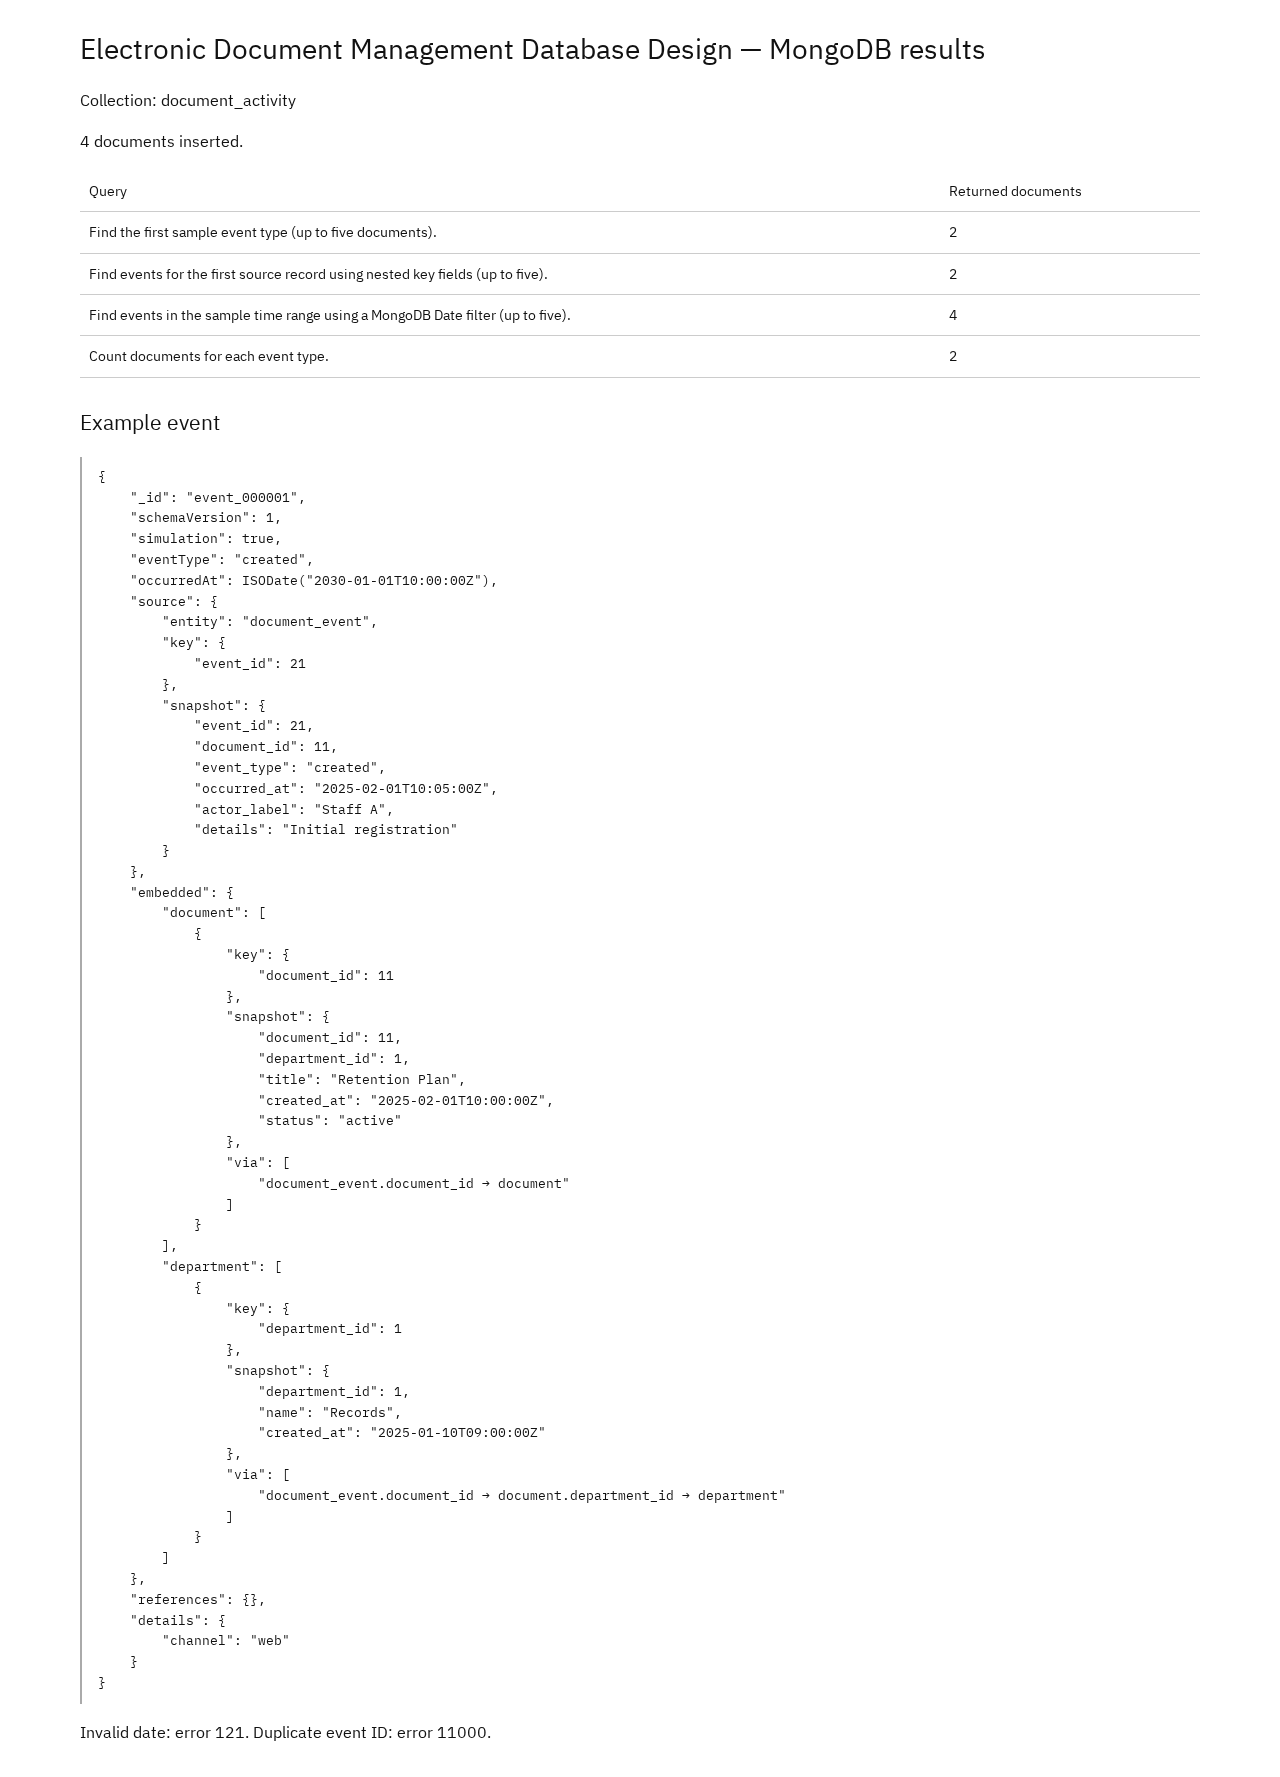 Electronic Document Management Database Design — MongoDB results
Collection: document_activity
4 documents inserted.
Query	Returned documents
Find the first sample event type (up to five documents).	2
Find events for the first source record using nested key fields (up to five).	2
Find events in the sample time range using a MongoDB Date filter (up to five).	4
Count documents for each event type.	2
Example event
{
    "_id": "event_000001",
    "schemaVersion": 1,
    "simulation": true,
    "eventType": "created",
    "occurredAt": ISODate("2030-01-01T10:00:00Z"),
    "source": {
        "entity": "document_event",
        "key": {
            "event_id": 21
        },
        "snapshot": {
            "event_id": 21,
            "document_id": 11,
            "event_type": "created",
            "occurred_at": "2025-02-01T10:05:00Z",
            "actor_label": "Staff A",
            "details": "Initial registration"
        }
    },
    "embedded": {
        "document": [
            {
                "key": {
                    "document_id": 11
                },
                "snapshot": {
                    "document_id": 11,
                    "department_id": 1,
                    "title": "Retention Plan",
                    "created_at": "2025-02-01T10:00:00Z",
                    "status": "active"
                },
                "via": [
                    "document_event.document_id → document"
                ]
            }
        ],
        "department": [
            {
                "key": {
                    "department_id": 1
                },
                "snapshot": {
                    "department_id": 1,
                    "name": "Records",
                    "created_at": "2025-01-10T09:00:00Z"
                },
                "via": [
                    "document_event.document_id → document.department_id → department"
                ]
            }
        ]
    },
    "references": {},
    "details": {
        "channel": "web"
    }
}
Invalid date: error 121. Duplicate event ID: error 11000.